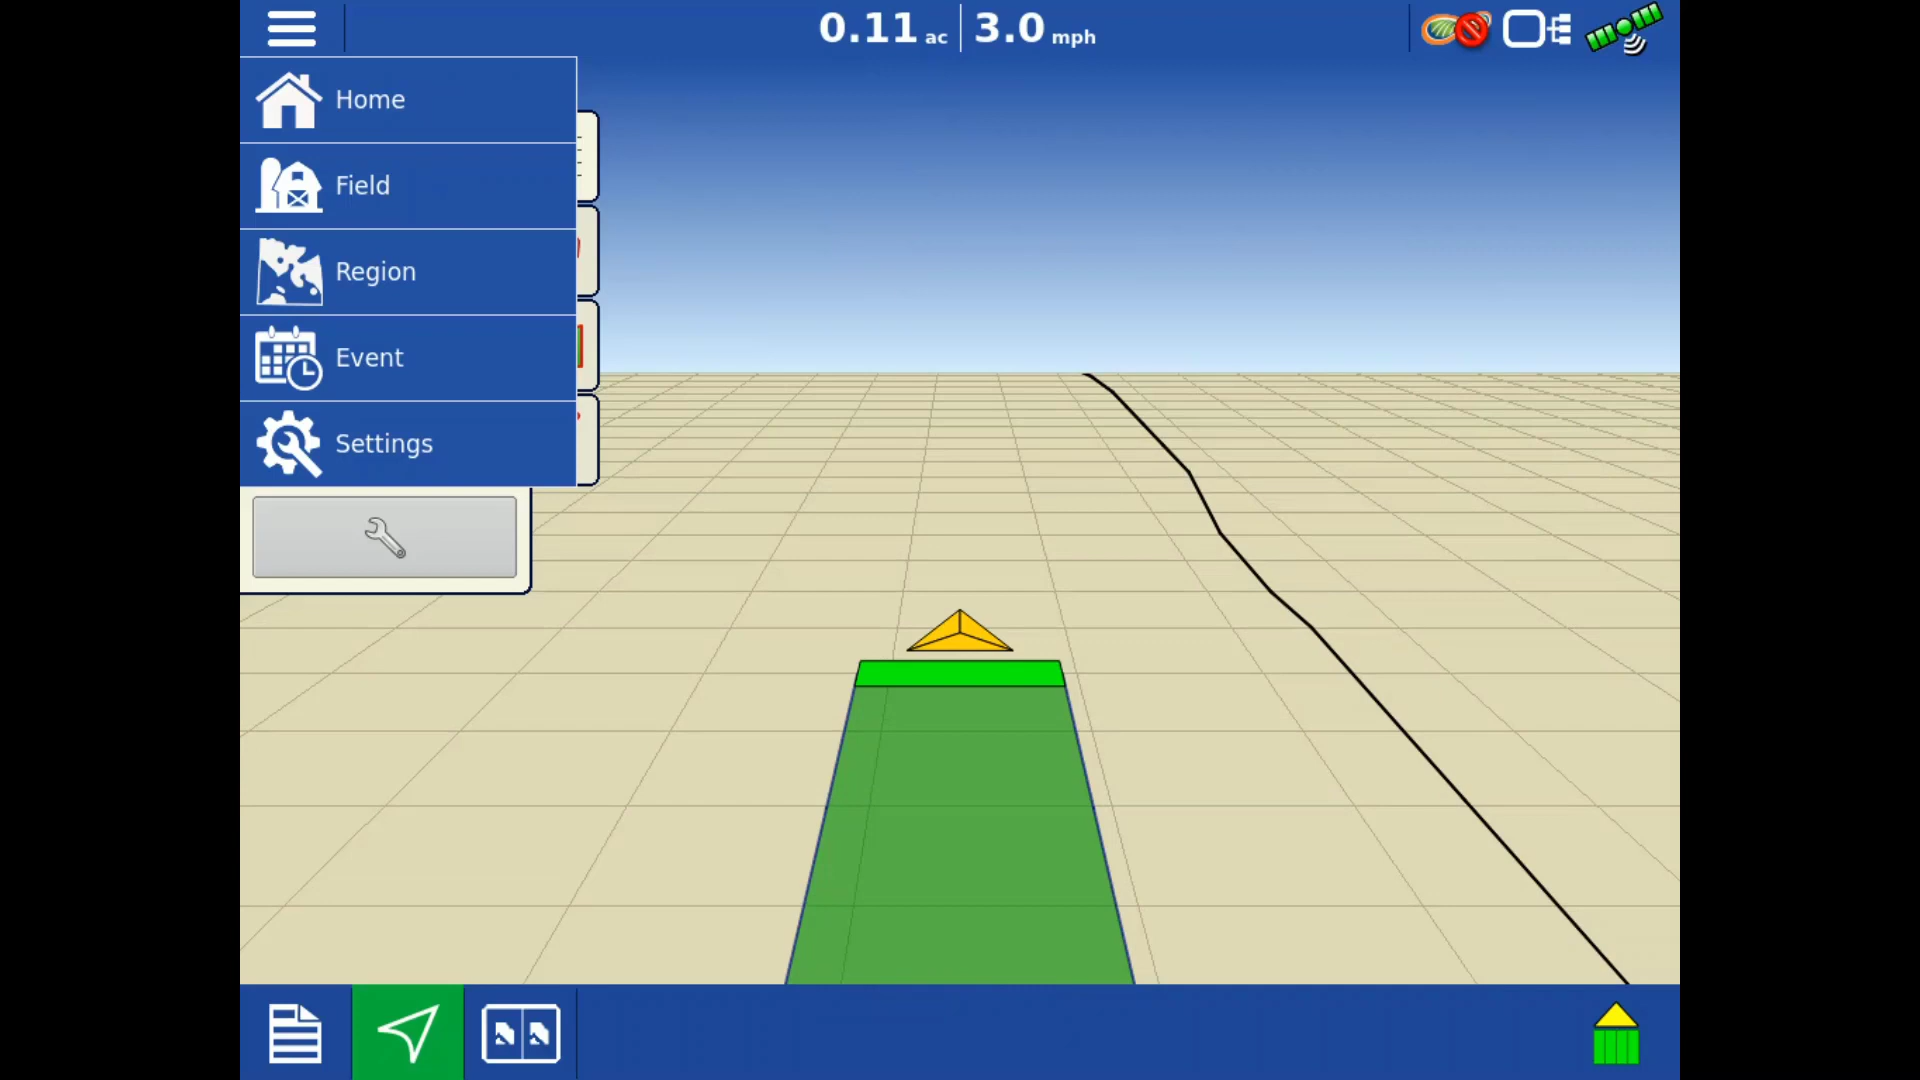 0.11 ac 3.0 mph
Home
Field
Region
Event
Settings